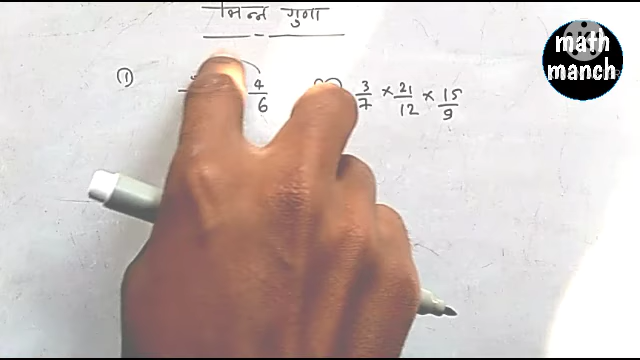 भिन्न गुणा
math
manch
① 4/6 3/7 × 21/12 × 15/9